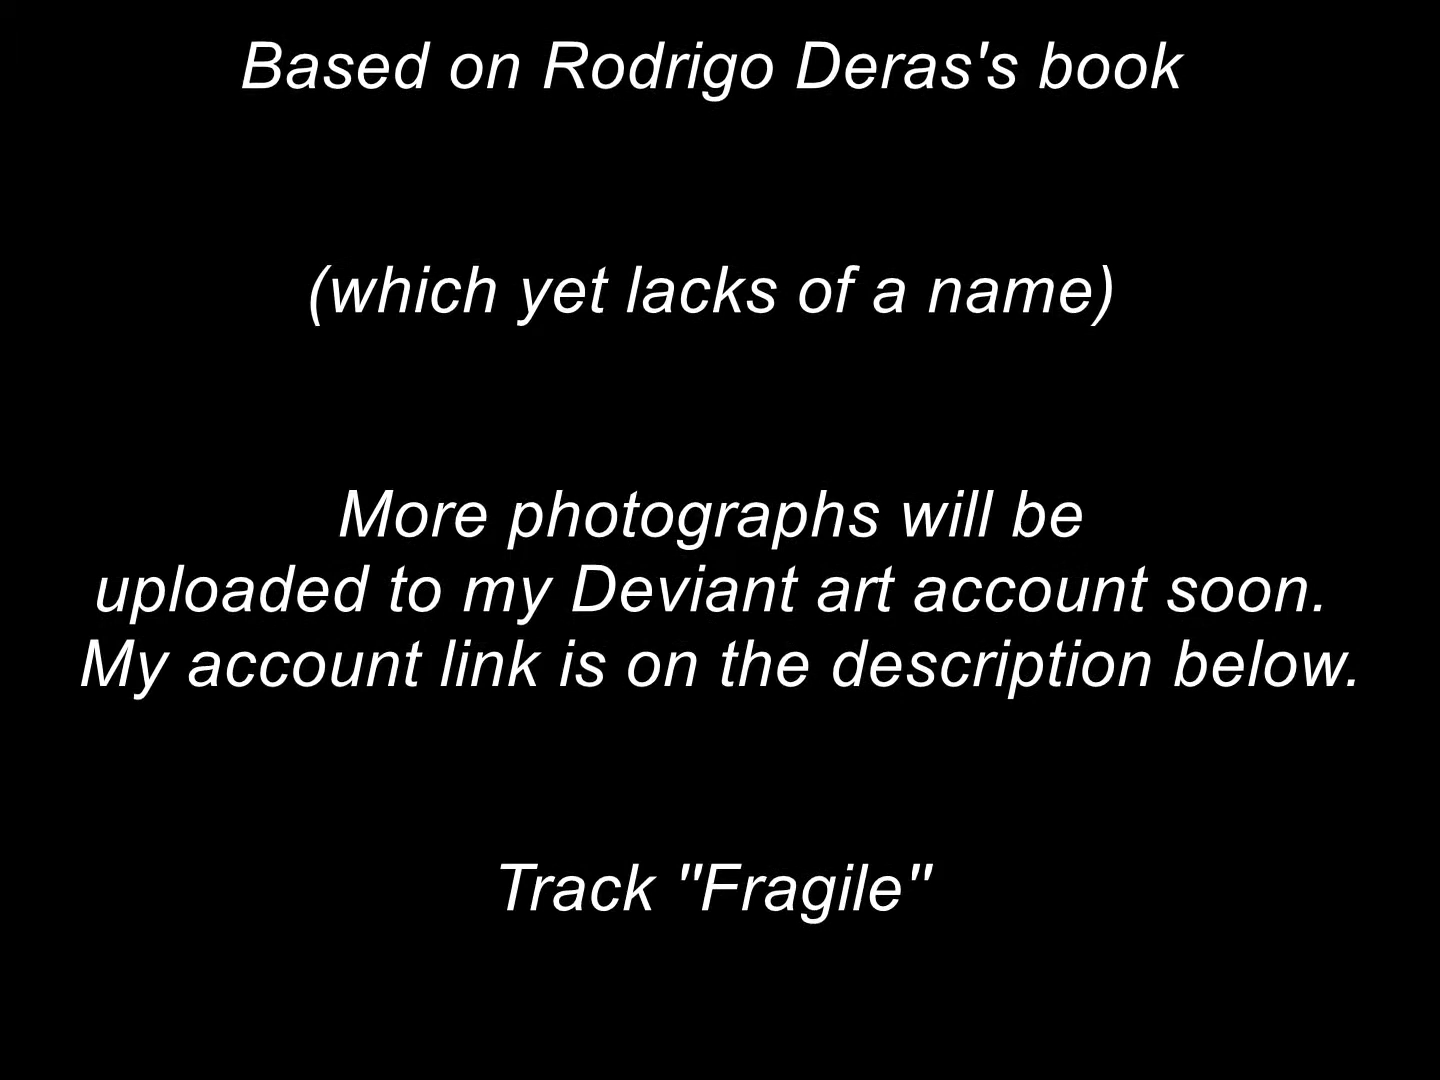 Based on Rodrigo Deras's book
(which yet lacks of a name)
More photographs will be
uploaded to my Deviant art account soon.
My account link is on the description below.
Track "Fragile"